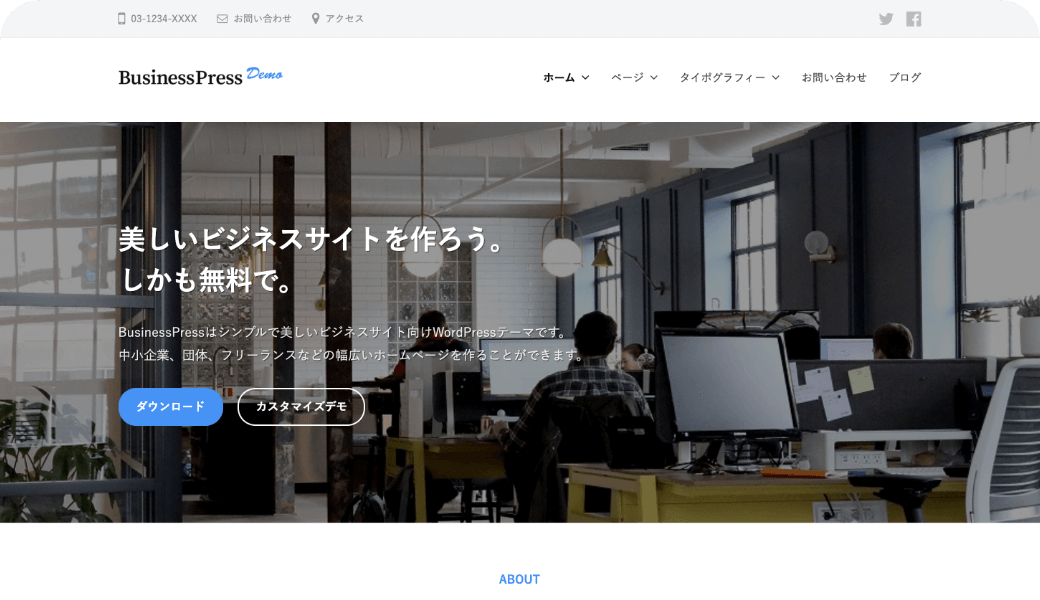 03-1234-XXXX お問い合わせ アクセス
BusinessPress Demo
ホーム ページ タイポグラフィー お問い合わせ ブログ
美しいビジネスサイトを作ろう。
しかも無料で。
BusinessPressはシンプルで美しいビジネスサイト向けWordPressテーマです。
中小企業、団体、フリーランスなどの幅広いホームページを作ることができます。
ダウンロード カスタマイズデモ
ABOUT